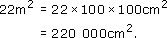 22m² = 22×100×100cm²
= 220 000cm².